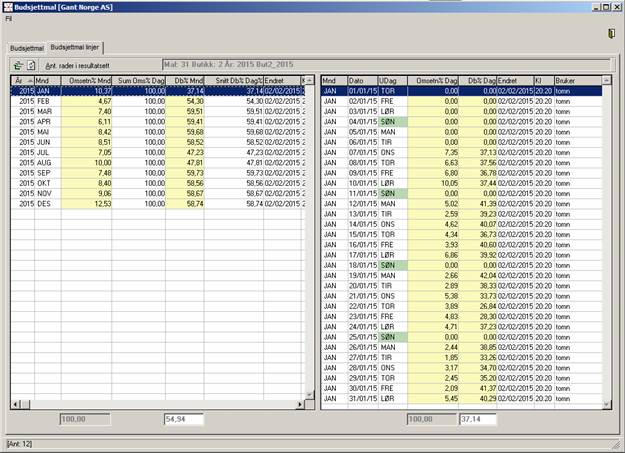 Budsjettmal [Gant Norge AS]
Fil
Budsjettmal Budsjettmal linjer
Ant. rader i resultatsett Mal: 31 Butikk: 2 År: 2015 But2_2015
År Mnd Omsetn% Mnd Sum Oms% Dag Db% Mnd Snitt Db% Dag% Endret
2015 JAN 10,37 100,00 37,14 37,14 02/02/2015 2
2015 FEB 4,67 100,00 54,30 54,30 02/02/2015 2
2015 MAR 7,40 100,00 59,51 59,51 02/02/2015 2
2015 APR 6,11 100,00 59,41 59,41 02/02/2015 2
2015 MAI 8,42 100,00 59,68 59,68 02/02/2015 2
2015 JUN 8,51 100,00 58,52 58,52 02/02/2015 2
2015 JUL 7,05 100,00 47,23 47,23 02/02/2015 2
2015 AUG 10,00 100,00 47,81 47,81 02/02/2015 2
2015 SEP 7,48 100,00 59,73 59,73 02/02/2015 2
2015 OKT 8,40 100,00 58,56 58,56 02/02/2015 2
2015 NOV 9,06 100,00 58,67 58,67 02/02/2015 2
2015 DES 12,53 100,00 58,74 58,74 02/02/2015 2
100,00 54,94
Mnd Dato UDag Omsetn% Dag Db% Dag Endret Kl Bruker
JAN 01/01/15 TOR 0,00 0,00 02/02/2015 20:20 tomn
JAN 02/01/15 FRE 0,00 0,00 02/02/2015 20:20 tomn
JAN 03/01/15 LØR 0,00 0,00 02/02/2015 20:20 tomn
JAN 04/01/15 SØN 0,00 0,00 02/02/2015 20:20 tomn
JAN 05/01/15 MAN 0,00 0,00 02/02/2015 20:20 tomn
JAN 06/01/15 TIR 0,00 0,00 02/02/2015 20:20 tomn
JAN 07/01/15 ONS 7,35 37,13 02/02/2015 20:20 tomn
JAN 08/01/15 TOR 6,63 37,56 02/02/2015 20:20 tomn
JAN 09/01/15 FRE 6,80 36,78 02/02/2015 20:20 tomn
JAN 10/01/15 LØR 10,05 37,44 02/02/2015 20:20 tomn
JAN 11/01/15 SØN 0,00 0,00 02/02/2015 20:20 tomn
JAN 12/01/15 MAN 5,02 41,39 02/02/2015 20:20 tomn
JAN 13/01/15 TIR 2,59 39,23 02/02/2015 20:20 tomn
JAN 14/01/15 ONS 4,62 40,07 02/02/2015 20:20 tomn
JAN 15/01/15 TOR 4,34 36,73 02/02/2015 20:20 tomn
JAN 16/01/15 FRE 3,93 40,60 02/02/2015 20:20 tomn
JAN 17/01/15 LØR 6,86 39,92 02/02/2015 20:20 tomn
JAN 18/01/15 SØN 0,00 0,00 02/02/2015 20:20 tomn
JAN 19/01/15 MAN 2,66 42,04 02/02/2015 20:20 tomn
JAN 20/01/15 TIR 2,89 38,33 02/02/2015 20:20 tomn
JAN 21/01/15 ONS 5,38 33,73 02/02/2015 20:20 tomn
JAN 22/01/15 TOR 3,89 26,84 02/02/2015 20:20 tomn
JAN 23/01/15 FRE 4,83 28,30 02/02/2015 20:20 tomn
JAN 24/01/15 LØR 4,71 37,23 02/02/2015 20:20 tomn
JAN 25/01/15 SØN 0,00 0,00 02/02/2015 20:20 tomn
JAN 26/01/15 MAN 2,44 38,85 02/02/2015 20:20 tomn
JAN 27/01/15 TIR 1,85 33,26 02/02/2015 20:20 tomn
JAN 28/01/15 ONS 3,17 34,70 02/02/2015 20:20 tomn
JAN 29/01/15 TOR 2,45 35,20 02/02/2015 20:20 tomn
JAN 30/01/15 FRE 2,09 41,37 02/02/2015 20:20 tomn
JAN 31/01/15 LØR 5,45 40,29 02/02/2015 20:20 tomn
100,00 37,14
[Ant: 12]